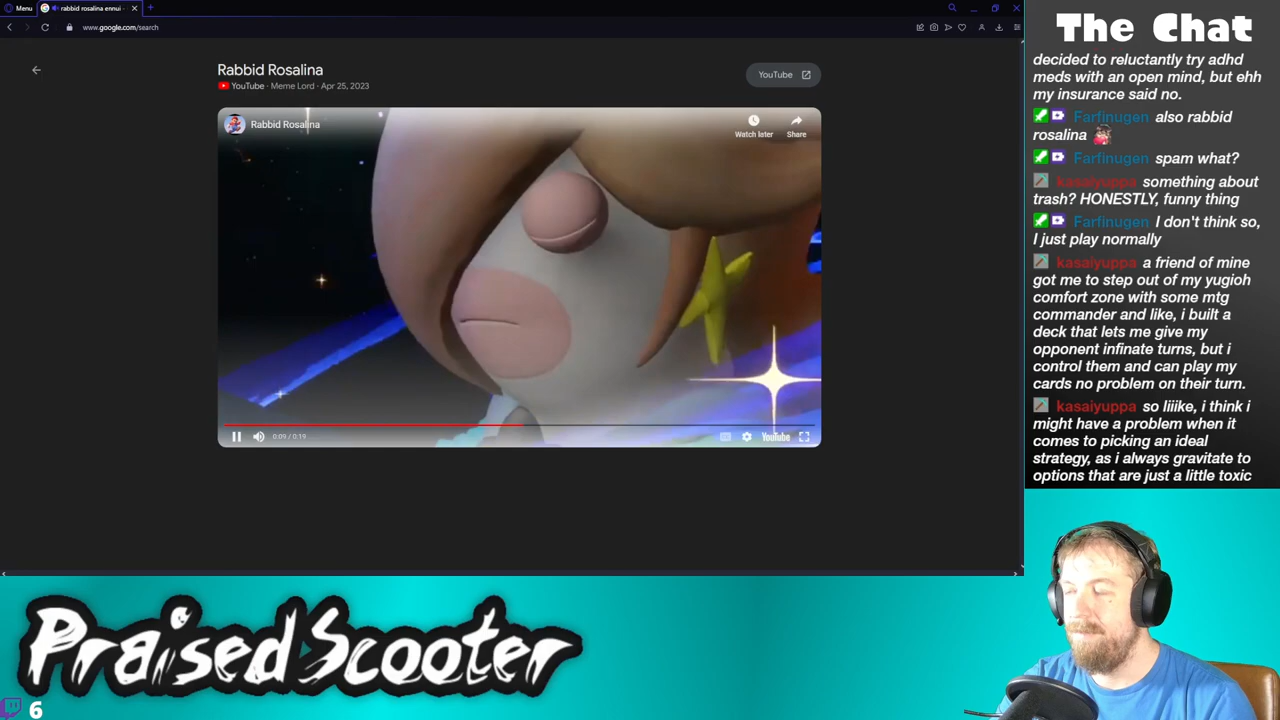 Menu
rabbid rosalina ennui -
www.google.com/search
Rabbid Rosalina
YouTube · Meme Lord · Apr 25, 2023
YouTube
Rabbid Rosalina
Watch later
Share
0:09 / 0:19
YouTube
The Chat
decided to reluctantly try adhd
meds with an open mind, but ehh
my insurance said no.
Farfinugen also rabbid
rosalina
Farfinugen spam what?
kasaiyuppa something about
trash? HONESTLY, funny thing
Farfinugen I don't think so,
I just play normally
kasaiyuppa a friend of mine
got me to step out of my yugioh
comfort zone with some mtg
commander and like, i built a
deck that lets me give my
opponent infinate turns, but i
control them and can play my
cards no problem on their turn.
kasaiyuppa so liiike, i think i
might have a problem when it
comes to picking an ideal
strategy, as i always gravitate to
options that are just a little toxic
Praised Scooter
6